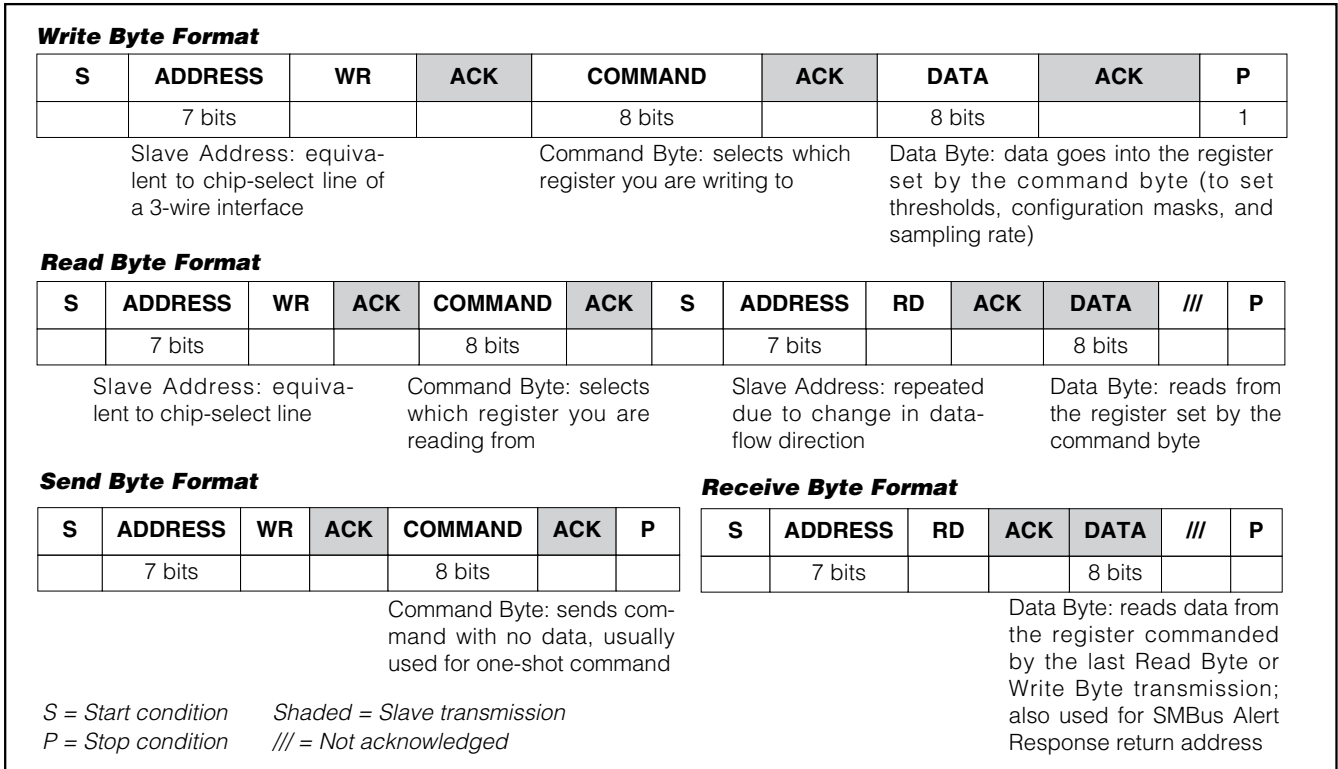 Write Byte Format
S ADDRESS WR ACK COMMAND ACK DATA ACK P
7 bits 8 bits 8 bits 1
Slave Address: equiva-
lent to chip-select line of
a 3-wire interface
Command Byte: selects which
register you are writing to
Data Byte: data goes into the register
set by the command byte (to set
thresholds, configuration masks, and
sampling rate)
Read Byte Format
S ADDRESS WR ACK COMMAND ACK S ADDRESS RD ACK DATA /// P
7 bits 8 bits 7 bits 8 bits
Slave Address: equiva-
lent to chip-select line
Command Byte: selects
which register you are
reading from
Slave Address: repeated
due to change in data-
flow direction
Data Byte: reads from
the register set by the
command byte
Send Byte Format
S ADDRESS WR ACK COMMAND ACK P
7 bits 8 bits
Command Byte: sends com-
mand with no data, usually
used for one-shot command
Receive Byte Format
S ADDRESS RD ACK DATA /// P
7 bits 8 bits
Data Byte: reads data from
the register commanded
by the last Read Byte or
Write Byte transmission;
also used for SMBus Alert
Response return address
S = Start condition Shaded = Slave transmission
P = Stop condition /// = Not acknowledged